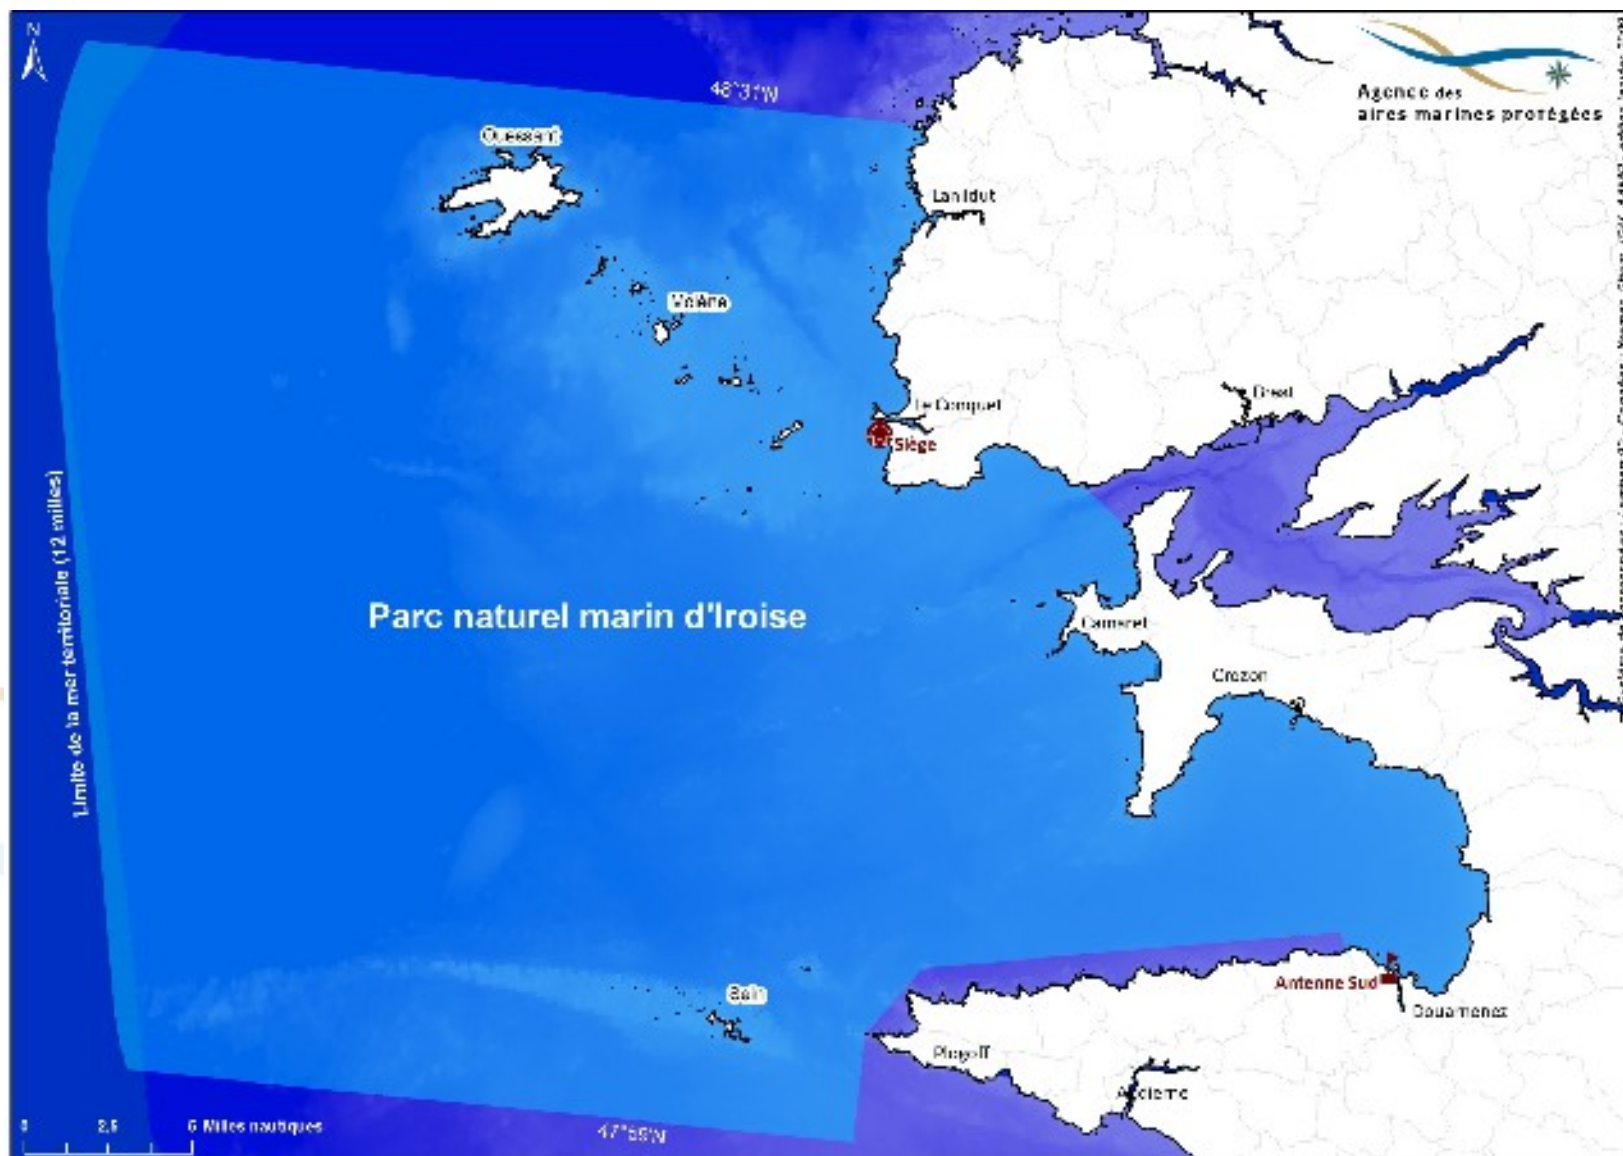 N
48°31'N
Agence des
aires marines protégées
Ouessant
Lanildut
Molène
Le Conquet
Brest
Siège
Limite de la mer territoriale (12 milles)
Parc naturel marin d'Iroise
Camaret
Crozon
Sein
Antenne Sud
Douarnenez
Plogoff
Audierne
0 2,5 5 Milles nautiques
47°59'N